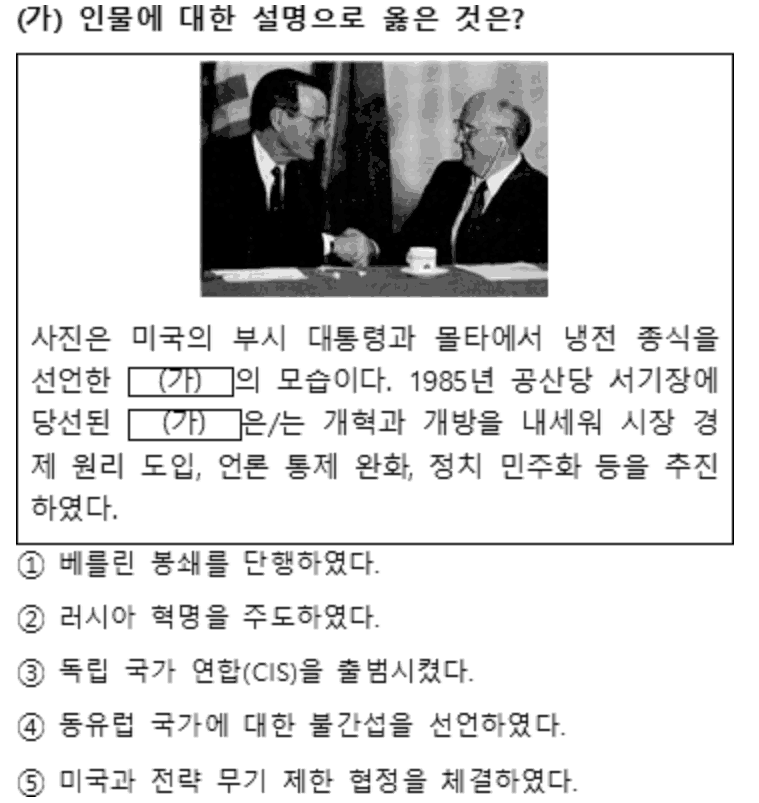 (가) 인물에 대한 설명으로 옳은 것은?
사진은 미국의 부시 대통령과 몰타에서 냉전 종식을
선언한 (가) 의 모습이다. 1985년 공산당 서기장에
당선된 (가) 은/는 개혁과 개방을 내세워 시장 경
제 원리 도입, 언론 통제 완화, 정치 민주화 등을 추진
하였다.
① 베를린 봉쇄를 단행하였다.
② 러시아 혁명을 주도하였다.
③ 독립 국가 연합(CIS)을 출범시켰다.
④ 동유럽 국가에 대한 불간섭을 선언하였다.
⑤ 미국과 전략 무기 제한 협정을 체결하였다.